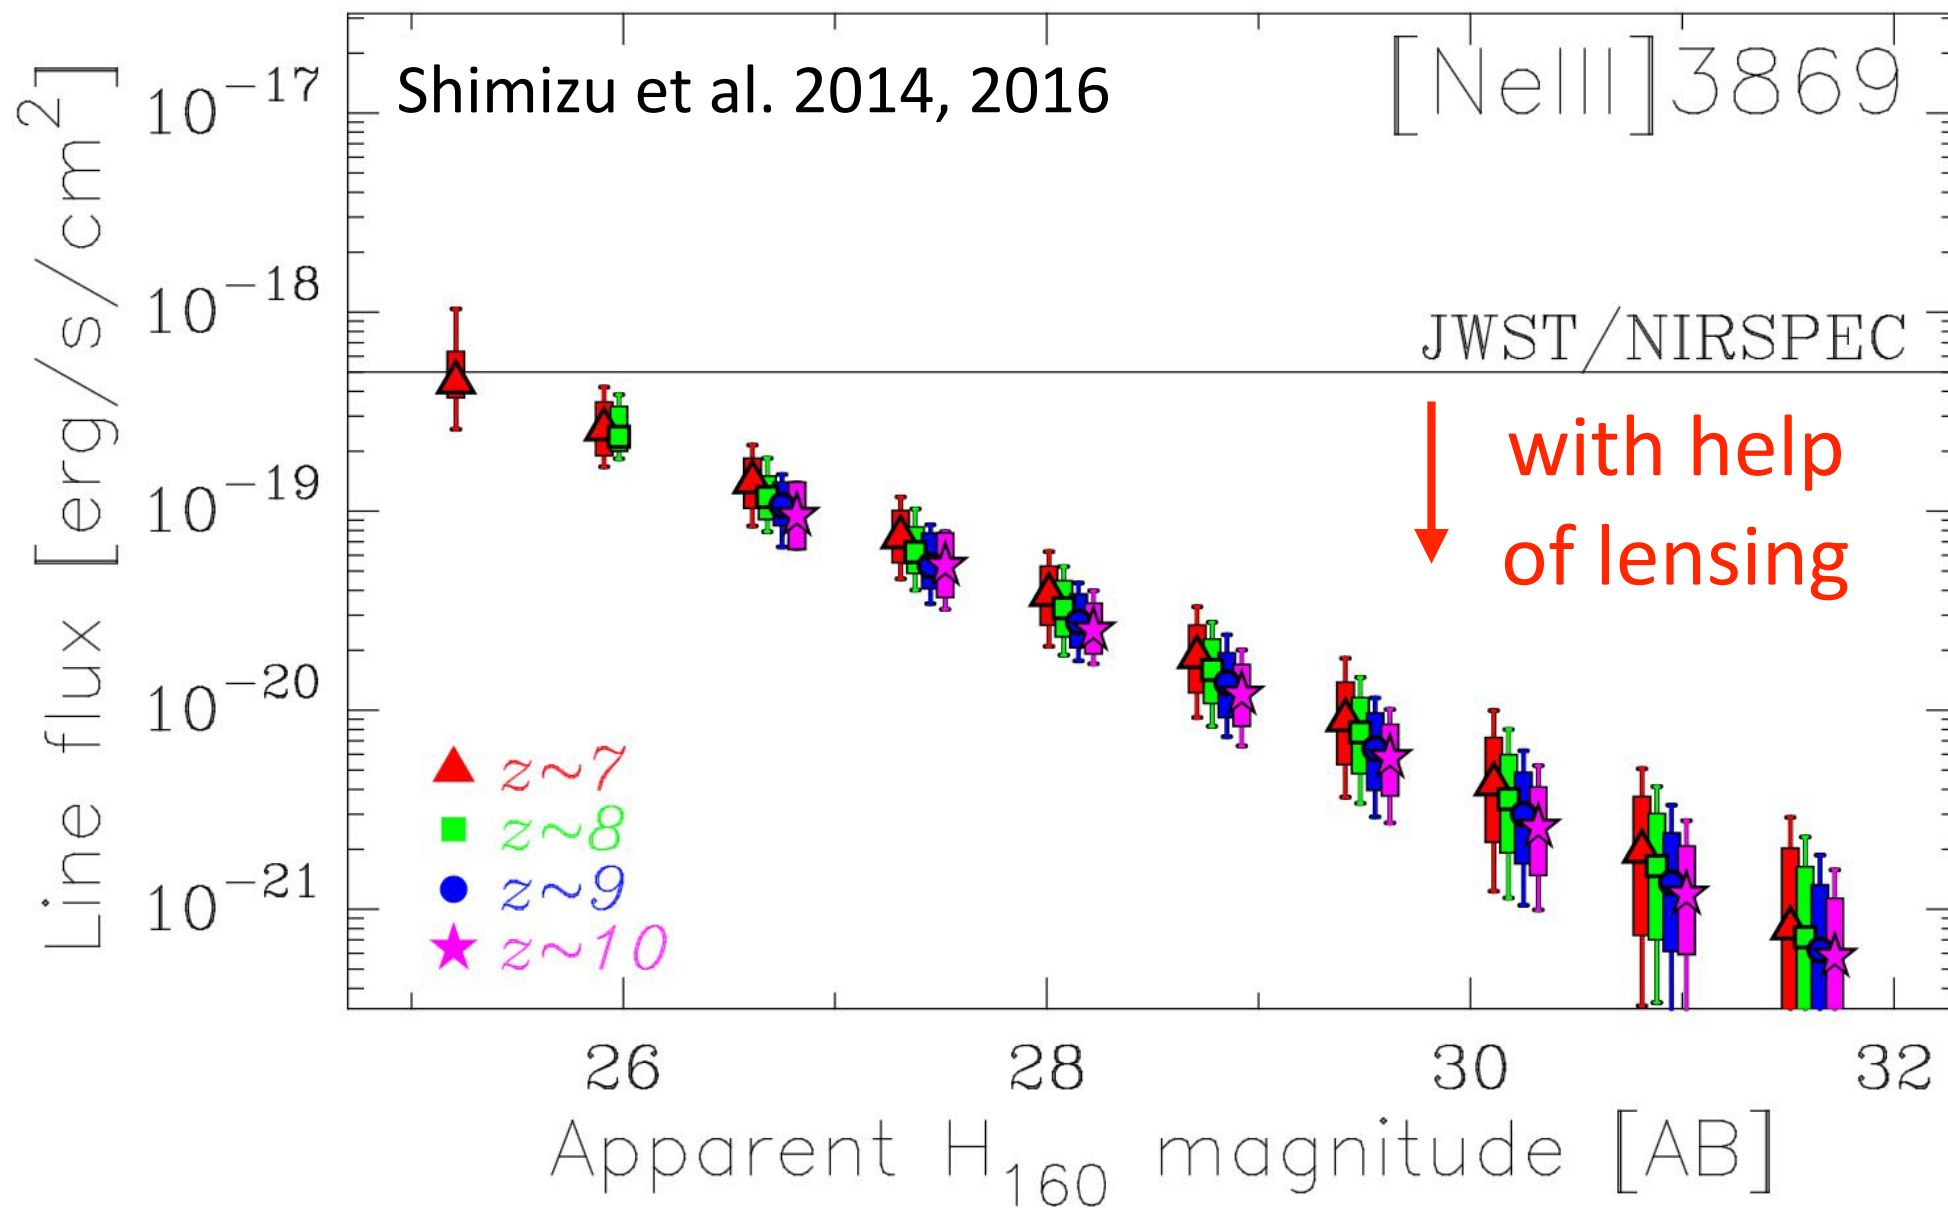 Shimizu et al. 2014, 2016
[NeIII]3869
Line flux [erg/s/cm²]
10⁻¹⁷
10⁻¹⁸
10⁻¹⁹
10⁻²⁰
10⁻²¹
JWST/NIRSPEC
with help
of lensing
z~7
z~8
z~9
z~10
26 28 30 32
Apparent H₁₆₀ magnitude [AB]